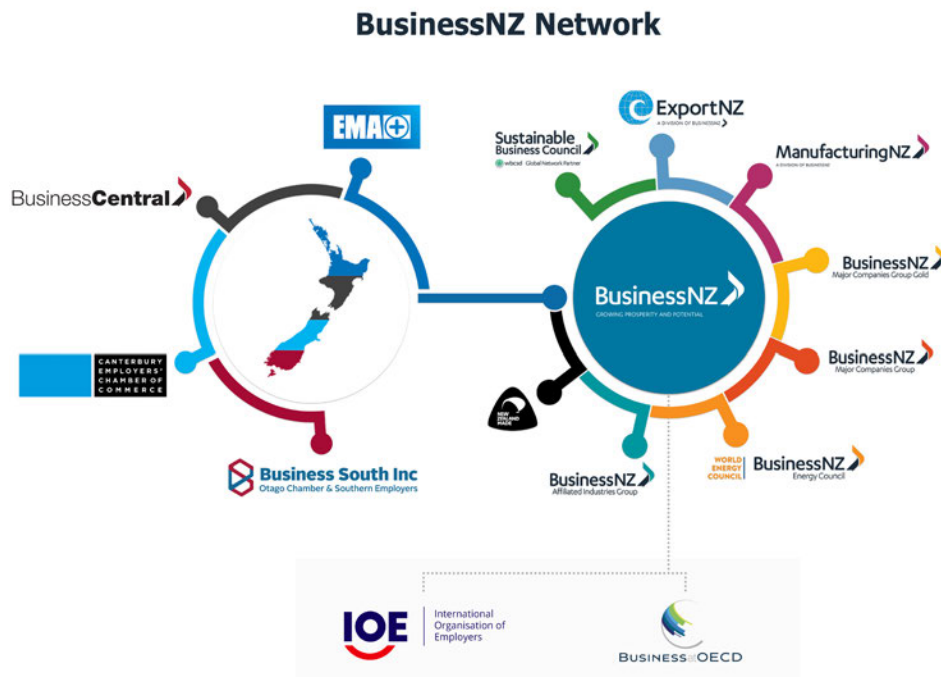 BusinessNZ Network
EMA
BusinessCentral
CANTERBURY
EMPLOYERS'
CHAMBER OF
COMMERCE
Business South Inc
Otago Chamber & Southern Employers
Sustainable
Business Council
wbcsd Global Network Partner
ExportNZ
A DIVISION OF BUSINESSNZ
ManufacturingNZ
A DIVISION OF BUSINESSNZ
BusinessNZ
Major Companies Group Gold
BusinessNZ
GROWING PROSPERITY AND POTENTIAL
BusinessNZ
Major Companies Group
NEW
ZEALAND
MADE
BusinessNZ
Affiliated Industries Group
WORLD
ENERGY
COUNCIL
BusinessNZ
Energy Council
IOE
International
Organisation of
Employers
BUSINESSatOECD